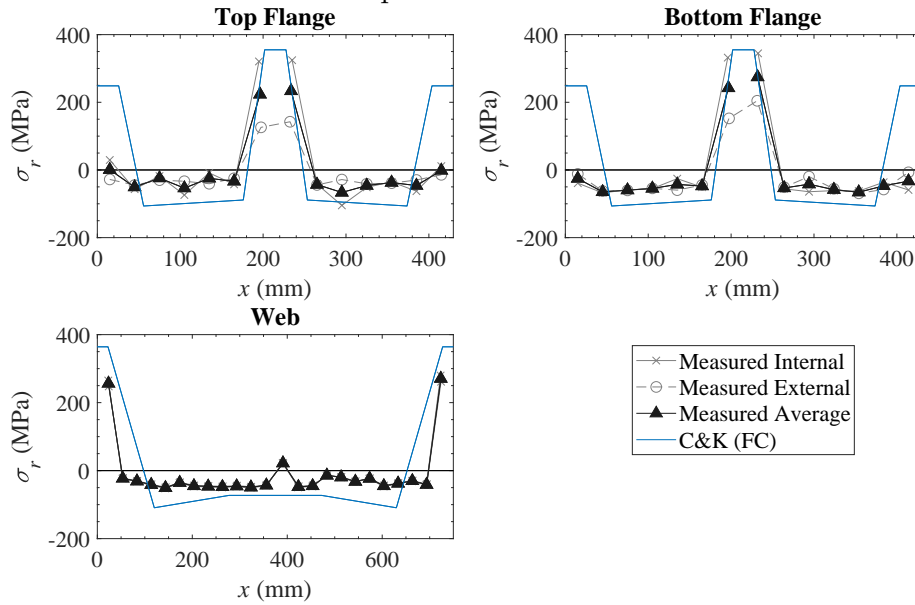 Top Flange
400
200
0
-200
σr (MPa)
0 100 200 300 400
x (mm)
Bottom Flange
400
200
0
-200
σr (MPa)
0 100 200 300 400
x (mm)
Web
400
200
0
-200
σr (MPa)
0 200 400 600
x (mm)
Measured Internal
Measured External
Measured Average
C&K (FC)